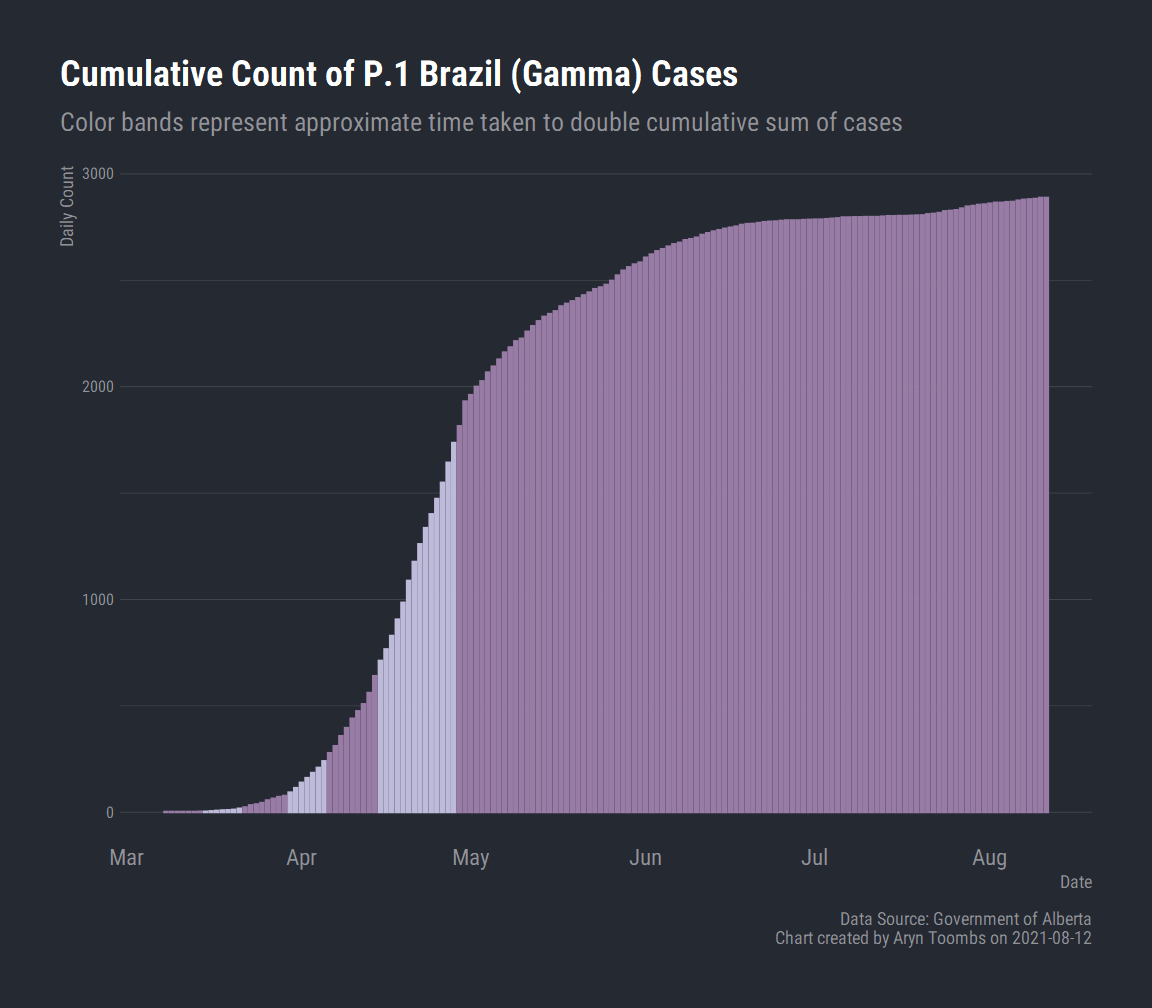 Cumulative Count of P.1 Brazil (Gamma) Cases
Color bands represent approximate time taken to double cumulative sum of cases
Daily Count
3000
2000
1000
0
Mar Apr May Jun Jul Aug
Date
Data Source: Government of Alberta
Chart created by Aryn Toombs on 2021-08-12